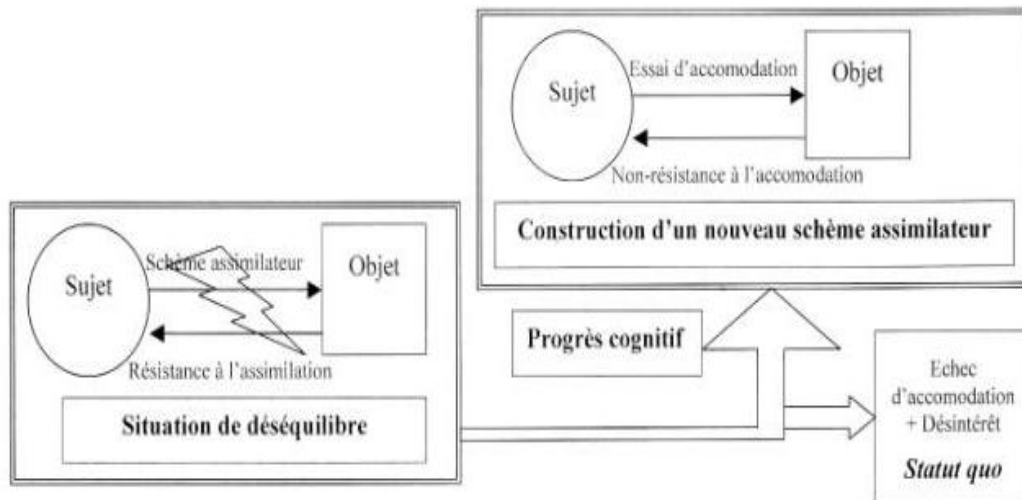 Sujet
Essai d'accomodation
Objet
Non-résistance à l'accomodation
Construction d'un nouveau schème assimilateur
Sujet
Schème assimilateur
Objet
Résistance à l'assimilation
Situation de déséquilibre
Progrès cognitif
Echec
d'accomodation
+ Désintérêt
Statut quo